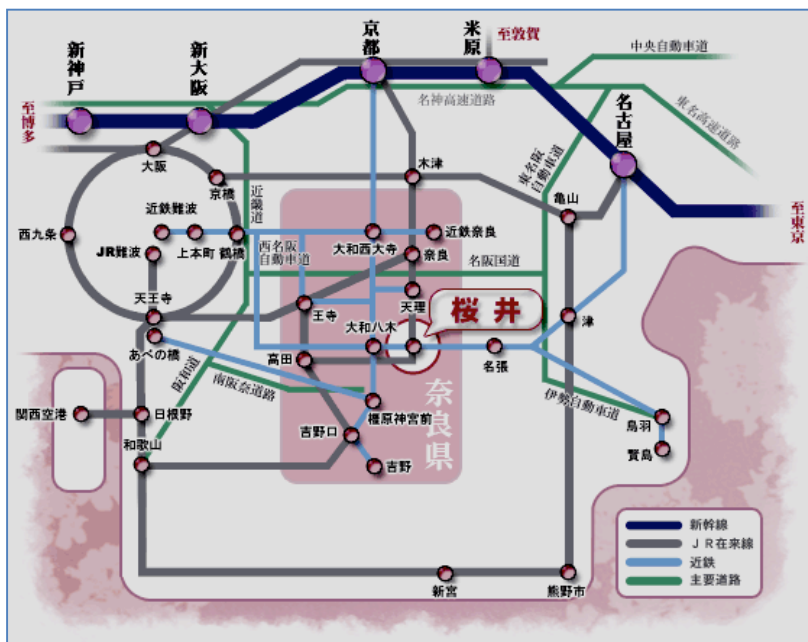 新神戸
新大阪
京都
米原
至敦賀
中央自動車道
至博多
名神高速道路
名古屋
東名高速道路
大阪
京橋
木津
東名阪
自動車道
亀山
至東京
近畿道
西九条
近鉄難波
上本町
鶴橋
西名阪
自動車道
大和西大寺
近鉄奈良
JR難波
奈良
名阪国道
天王寺
王寺
天理
桜井
津
あべの橋
大和八木
高田
名張
阪和道
南阪奈道路
奈良県
伊勢自動車道
関西空港
日根野
橿原神宮前
鳥羽
和歌山
吉野口
吉野
賢島
新幹線
JR在来線
近鉄
主要道路
新宮
熊野市